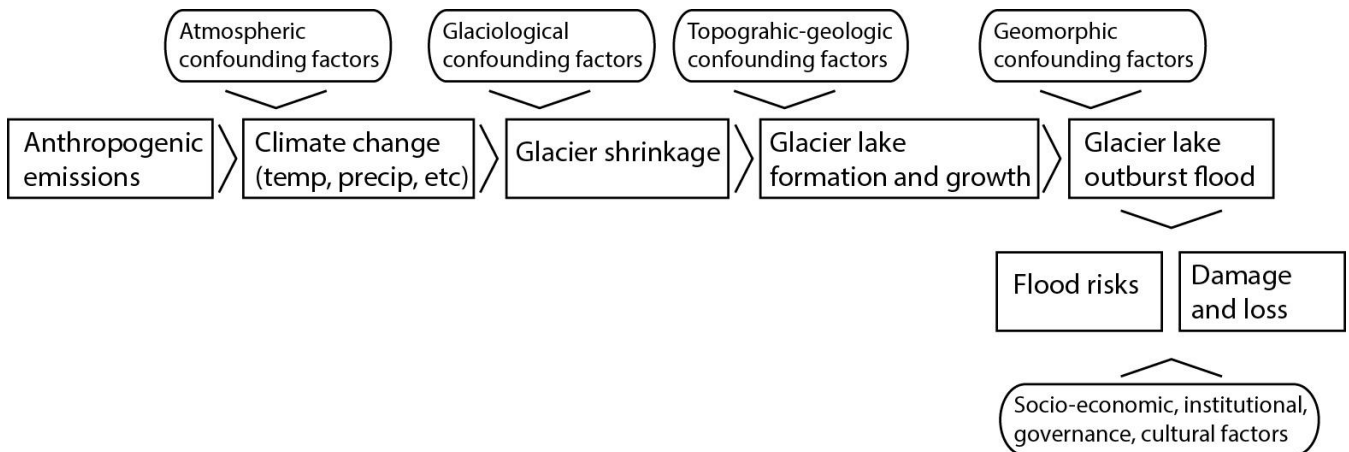 Atmospheric
confounding factors
Glaciological
confounding factors
Topograhic-geologic
confounding factors
Geomorphic
confounding factors
Anthropogenic
emissions
Climate change
(temp, precip, etc)
Glacier shrinkage
Glacier lake
formation and growth
Glacier lake
outburst flood
Flood risks
Damage
and loss
Socio-economic, institutional,
governance, cultural factors